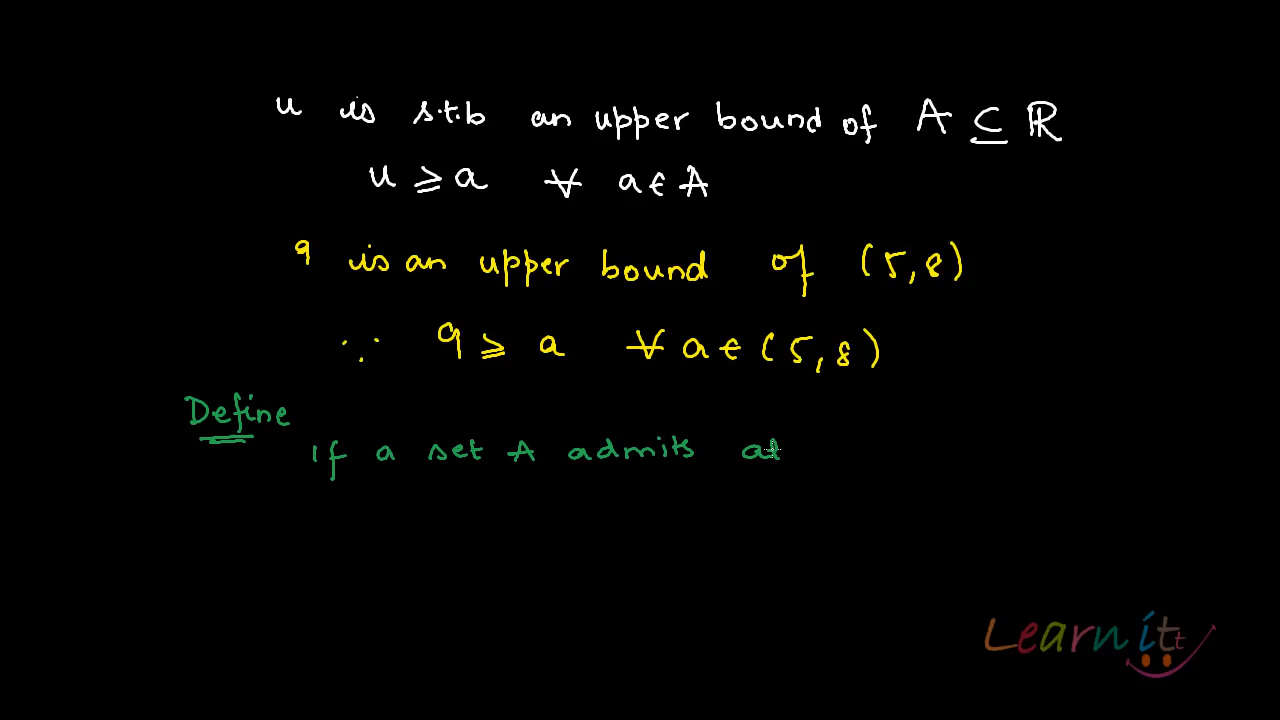 u is s.t.b an upper bound of A ⊆ ℝ
u ⩾ a ∀ a ∈ A
9 is an upper bound of (5,8)
∵ 9 ⩾ a ∀ a ∈ (5,8)
Define
If a set A admits at
Learnitt